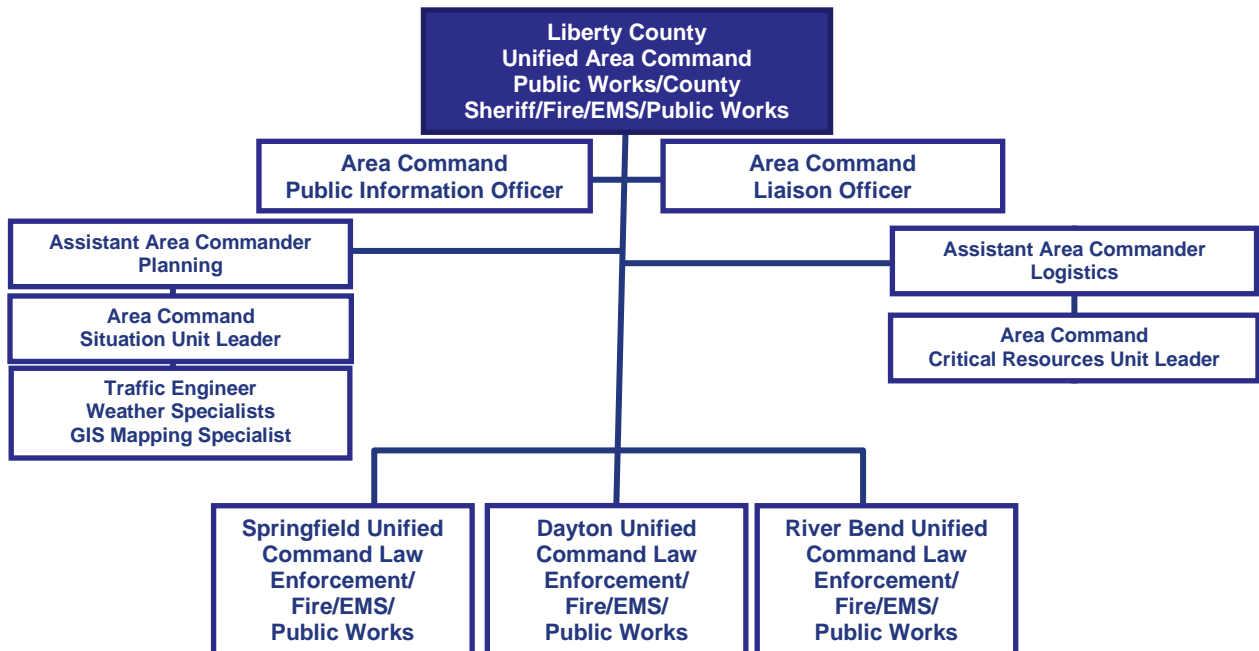 Liberty County
Unified Area Command
Public Works/County
Sheriff/Fire/EMS/Public Works
Area Command
Public Information Officer
Area Command
Liaison Officer
Assistant Area Commander
Planning
Assistant Area Commander
Logistics
Area Command
Situation Unit Leader
Area Command
Critical Resources Unit Leader
Traffic Engineer
Weather Specialists
GIS Mapping Specialist
Springfield Unified
Command Law
Enforcement/
Fire/EMS/
Public Works
Dayton Unified
Command Law
Enforcement/
Fire/EMS/
Public Works
River Bend Unified
Command Law
Enforcement/
Fire/EMS/
Public Works